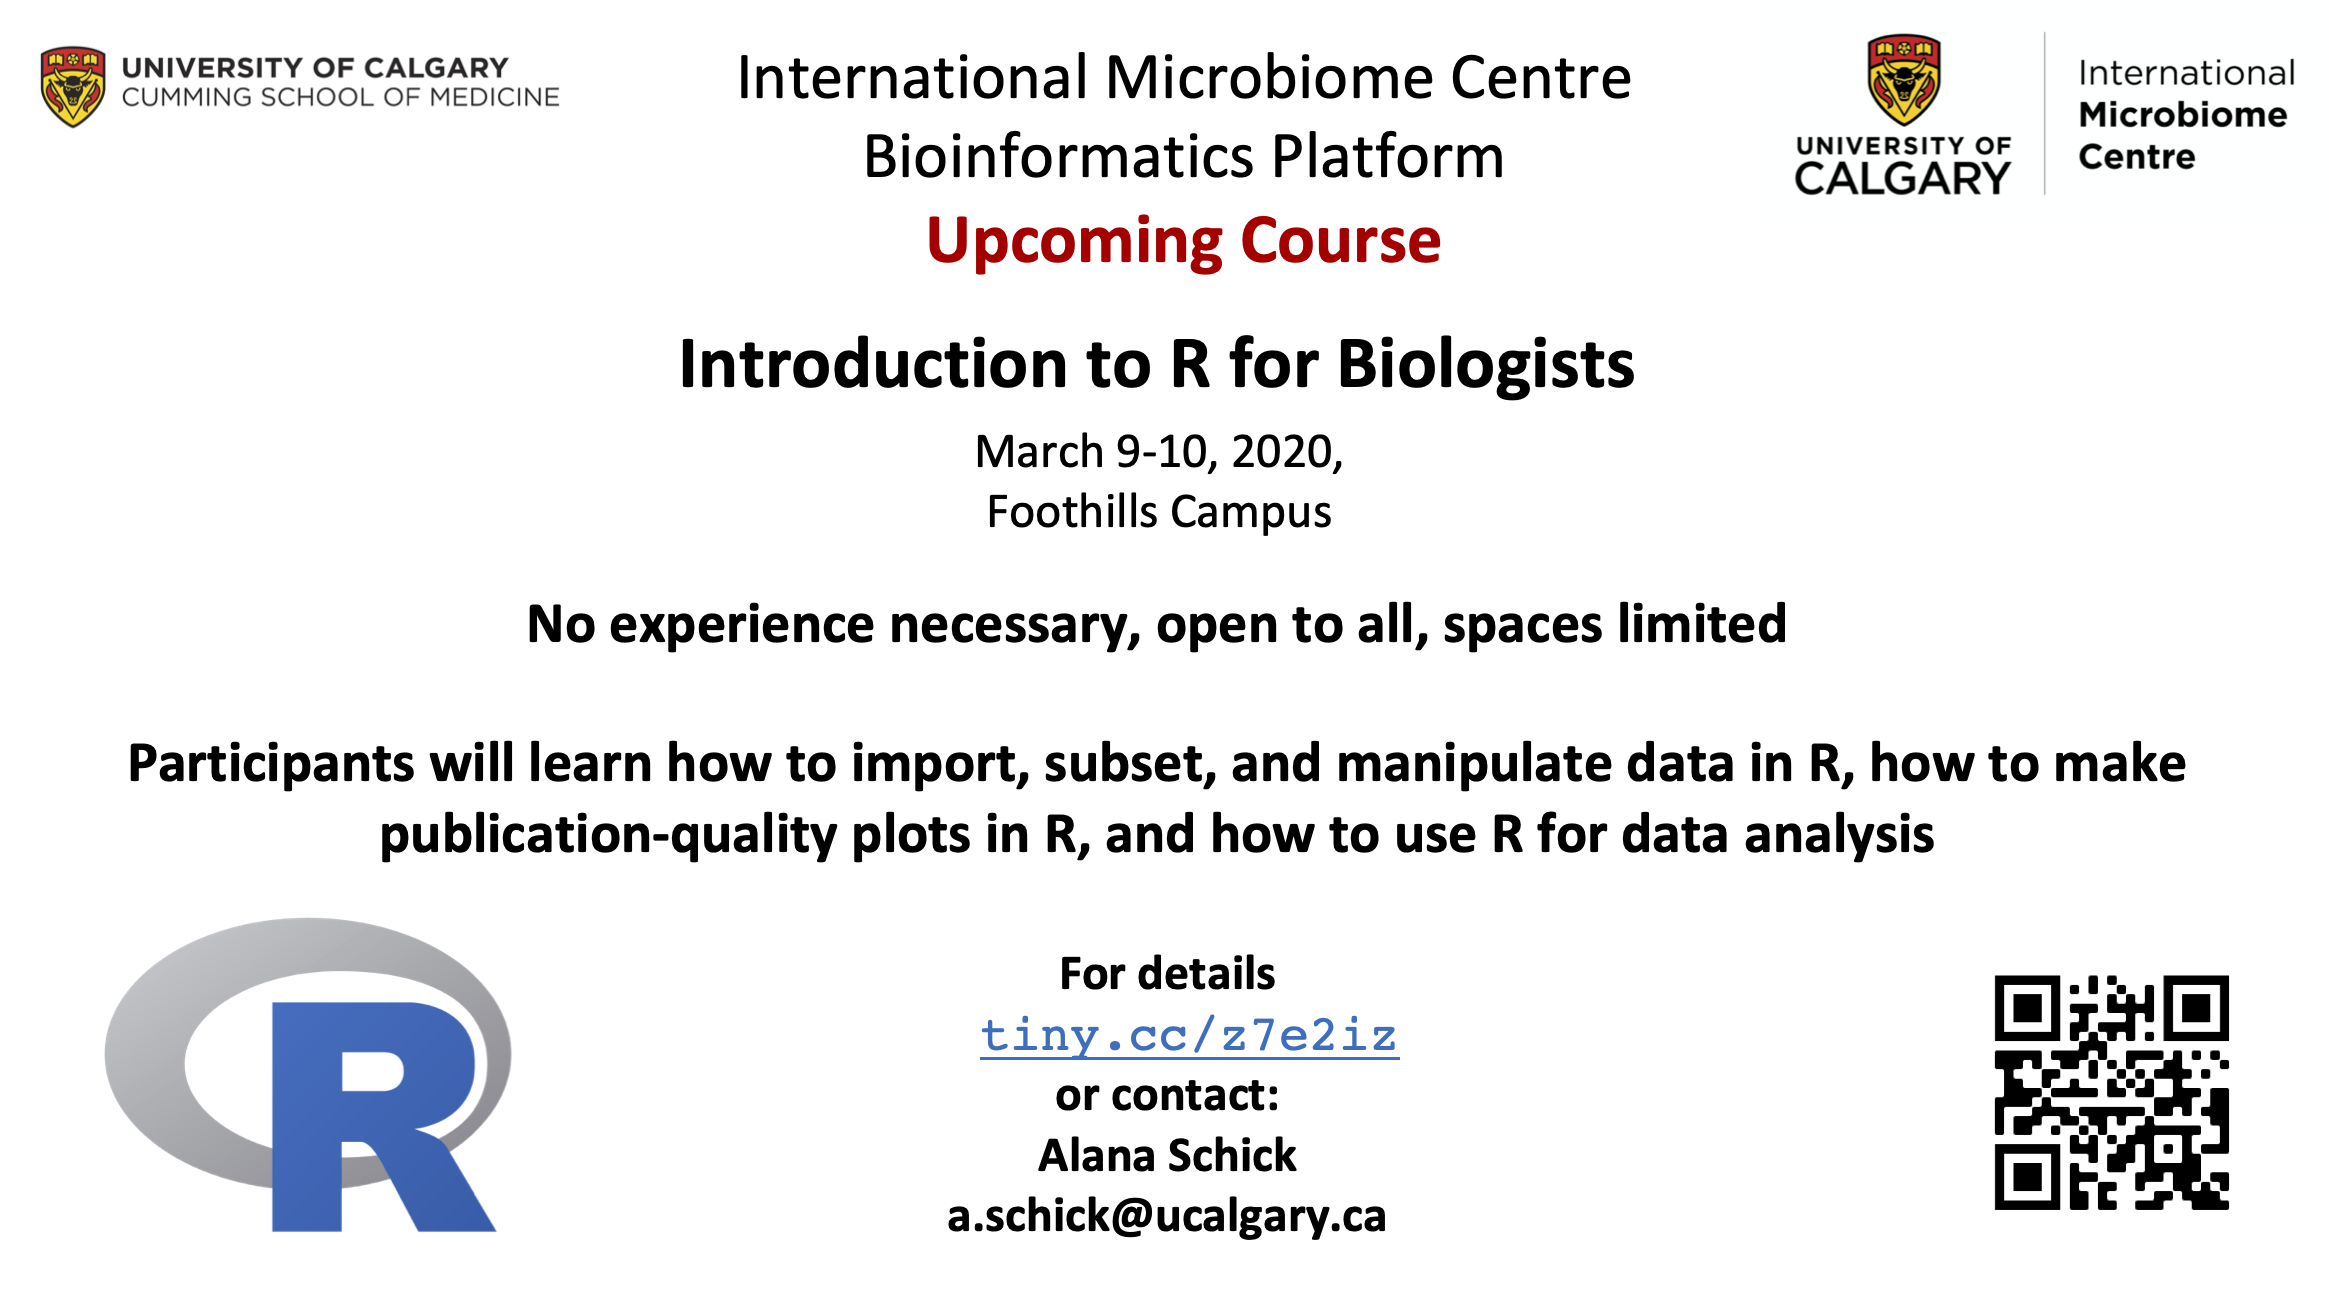 UNIVERSITY OF CALGARY
CUMMING SCHOOL OF MEDICINE
International Microbiome Centre
Bioinformatics Platform
Upcoming Course
UNIVERSITY OF
CALGARY
International
Microbiome
Centre
Introduction to R for Biologists
March 9-10, 2020,
Foothills Campus
No experience necessary, open to all, spaces limited
Participants will learn how to import, subset, and manipulate data in R, how to make
publication-quality plots in R, and how to use R for data analysis
R
For details
tiny.cc/z7e2iz
or contact:
Alana Schick
a.schick@ucalgary.ca